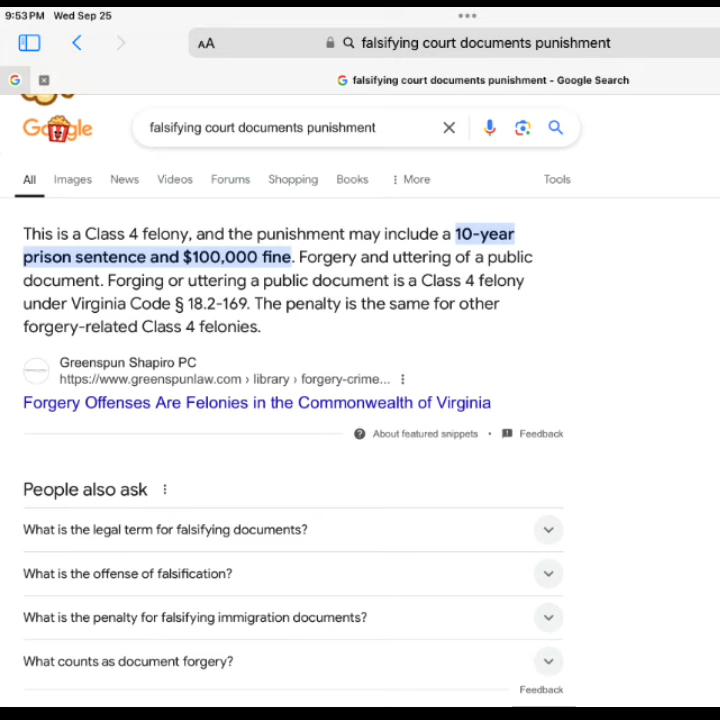 9:53 PM Wed Sep 25
AA
falsifying court documents punishment
falsifying court documents punishment - Google Search
Google
falsifying court documents punishment
All Images News Videos Forums Shopping Books More Tools
This is a Class 4 felony, and the punishment may include a 10-year
prison sentence and $100,000 fine. Forgery and uttering of a public
document. Forging or uttering a public document is a Class 4 felony
under Virginia Code § 18.2-169. The penalty is the same for other
forgery-related Class 4 felonies.
Greenspun Shapiro PC
https://www.greenspunlaw.com › library › forgery-crime...
Forgery Offenses Are Felonies in the Commonwealth of Virginia
About featured snippets • Feedback
People also ask
What is the legal term for falsifying documents?
What is the offense of falsification?
What is the penalty for falsifying immigration documents?
What counts as document forgery?
Feedback